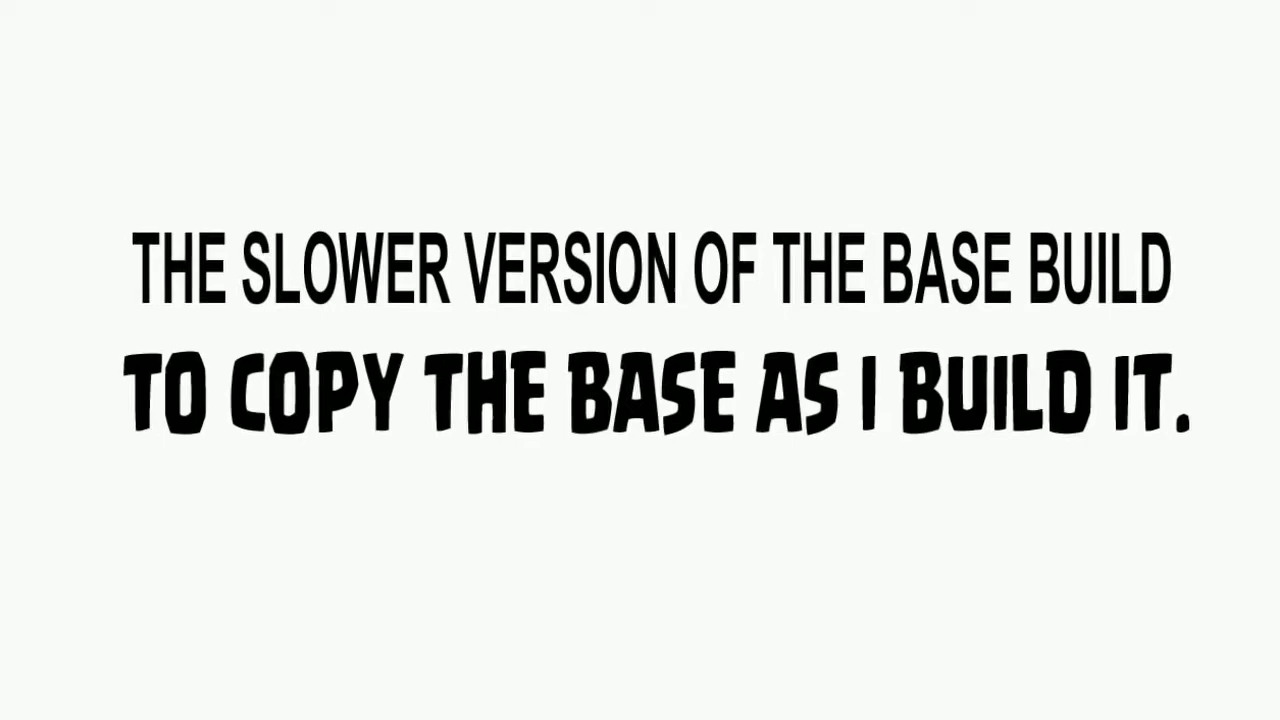 THE SLOWER VERSION OF THE BASE BUILD
TO COPY THE BASE AS I BUILD IT.